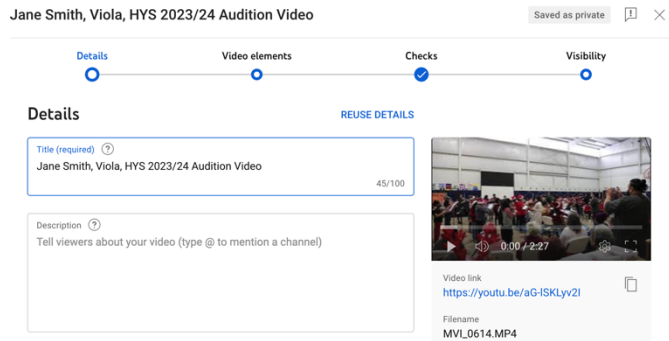 Jane Smith, Viola, HYS 2023/24 Audition Video
Saved as private
Details
Video elements
Checks
Visibility
Details
REUSE DETAILS
Title (required)
Jane Smith, Viola, HYS 2023/24 Audition Video
45/100
Description
Tell viewers about your video (type @ to mention a channel)
0:00 / 2:27
Video link
https://youtu.be/aG-lSKLyv2I
Filename
MVI_0614.MP4